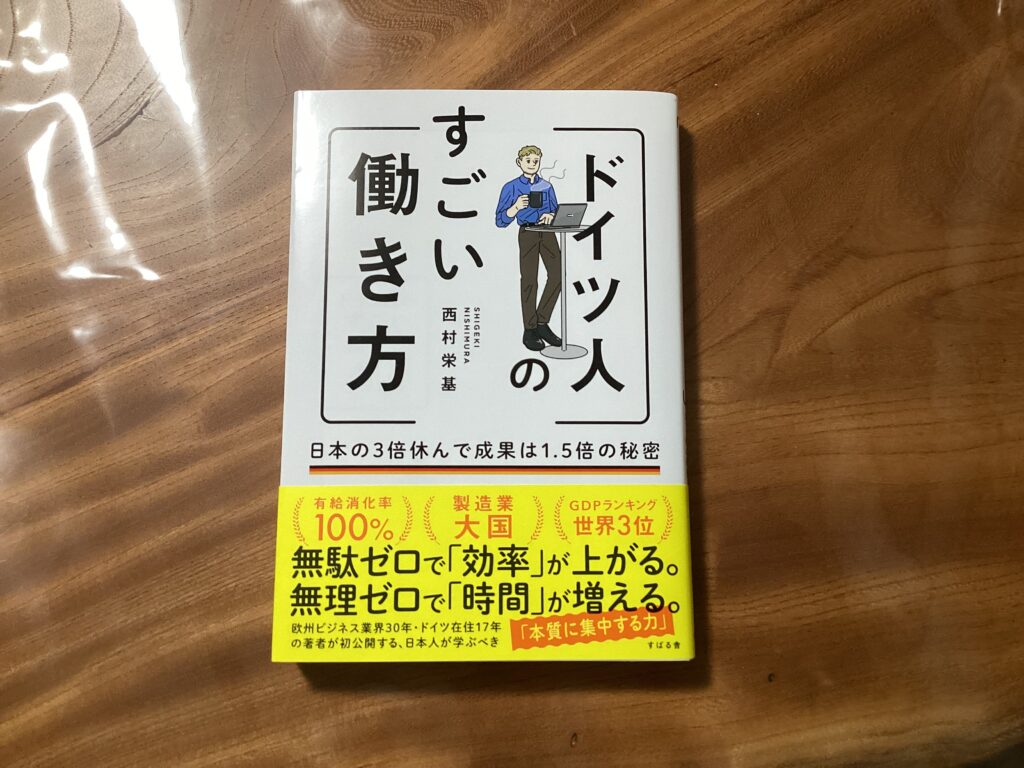 ドイツ人の
すごい
働き方
西村栄基
SHIGEKI
NISHIMURA
日本の3倍休んで成果は1.5倍の秘密
有給消化率
100%
製造業
大国
GDPランキング
世界3位
無駄ゼロで「効率」が上がる。
無理ゼロで「時間」が増える。
欧州ビジネス業界30年・ドイツ在住17年
の著者が初公開する、日本人が学ぶべき
「本質に集中する力」
すばる舎